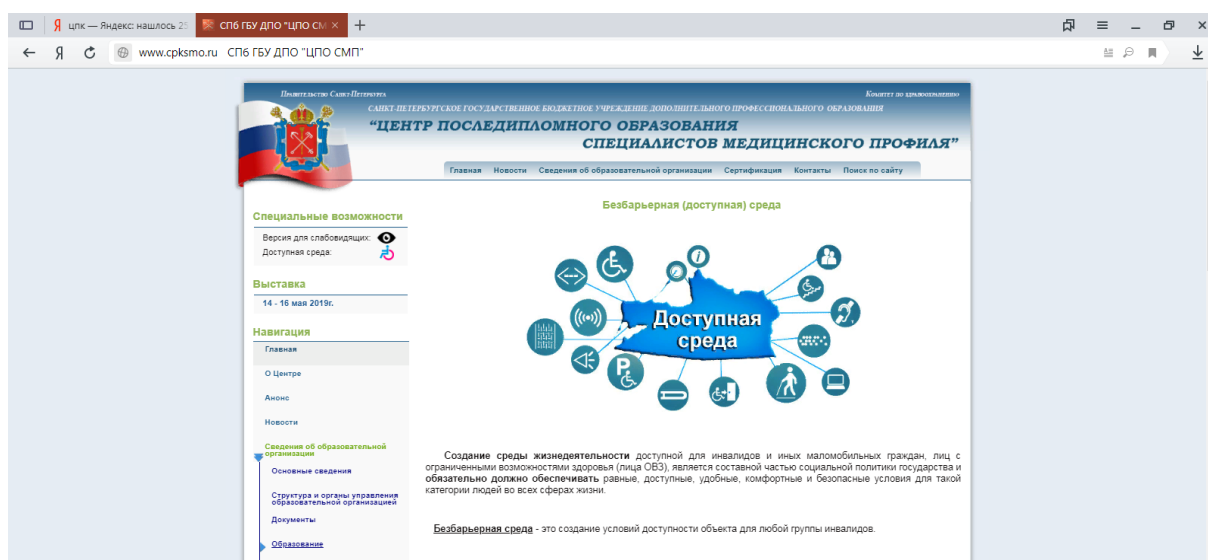 цпк — Яндекс: нашлось 25
СПб ГБУ ДПО "ЦПО СМ
www.cpksmo.ru СПб ГБУ ДПО "ЦПО СМП"
Правительство Санкт-Петербурга
Комитет по здравоохранению
САНКТ-ПЕТЕРБУРГСКОЕ ГОСУДАРСТВЕННОЕ БЮДЖЕТНОЕ УЧРЕЖДЕНИЕ ДОПОЛНИТЕЛЬНОГО ПРОФЕССИОНАЛЬНОГО ОБРАЗОВАНИЯ
"ЦЕНТР ПОСЛЕДИПЛОМНОГО ОБРАЗОВАНИЯ
СПЕЦИАЛИСТОВ МЕДИЦИНСКОГО ПРОФИЛЯ"
Главная Новости Сведения об образовательной организации Сертификация Контакты Поиск по сайту
Специальные возможности
Версия для слабовидящих:
Доступная среда:
Выставка
14 - 16 мая 2019г.
Навигация
Главная
О Центре
Анонс
Новости
Сведения об образовательной
организации
Основные сведения
Структура и органы управления
образовательной организацией
Документы
Образование
Безбарьерная (доступная) среда
Доступная
среда
Создание среды жизнедеятельности доступной для инвалидов и иных маломобильных граждан, лиц с
ограниченными возможностями здоровья (лица ОВЗ), является составной частью социальной политики государства и
обязательно должно обеспечивать равные, доступные, удобные, комфортные и безопасные условия для такой
категории людей во всех сферах жизни.
Безбарьерная среда - это создание условий доступности объекта для любой группы инвалидов.